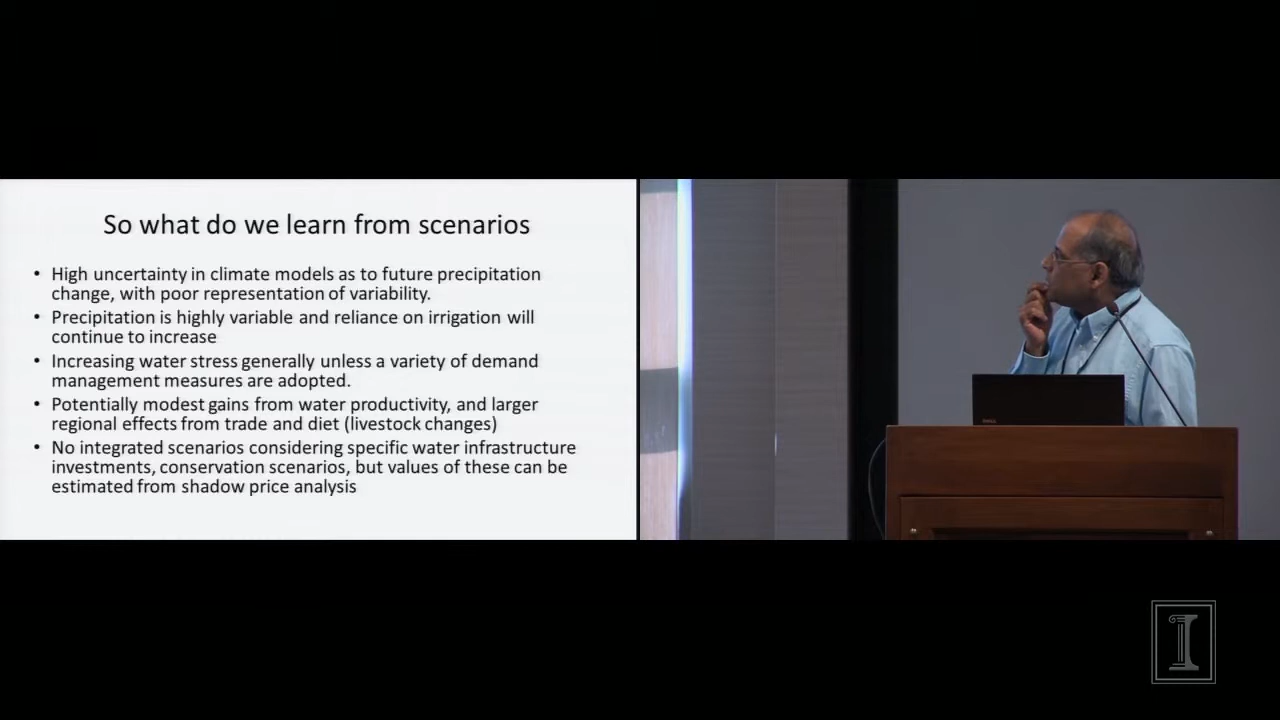 So what do we learn from scenarios
• High uncertainty in climate models as to future precipitation
change, with poor representation of variability.
• Precipitation is highly variable and reliance on irrigation will
continue to increase
• Increasing water stress generally unless a variety of demand
management measures are adopted.
• Potentially modest gains from water productivity, and larger
regional effects from trade and diet (livestock changes)
• No integrated scenarios considering specific water infrastructure
investments, conservation scenarios, but values of these can be
estimated from shadow price analysis
DELL
I